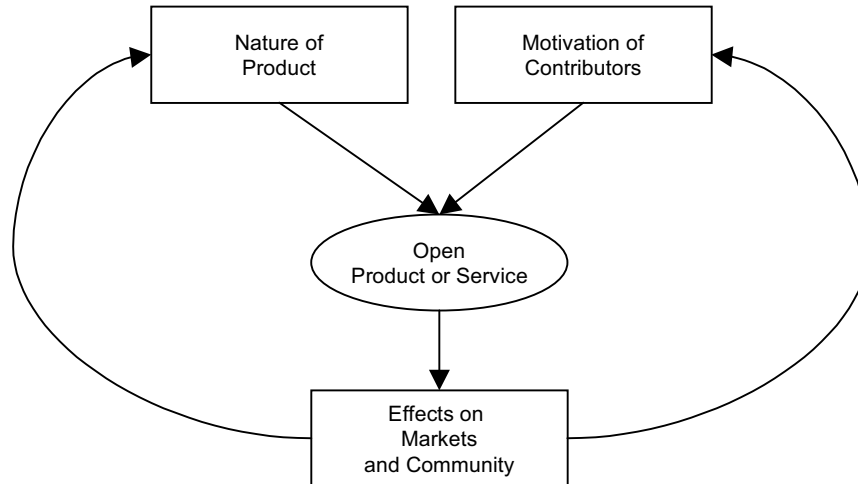 Nature of
Product
Motivation of
Contributors
Open
Product or Service
Effects on
Markets
and Community